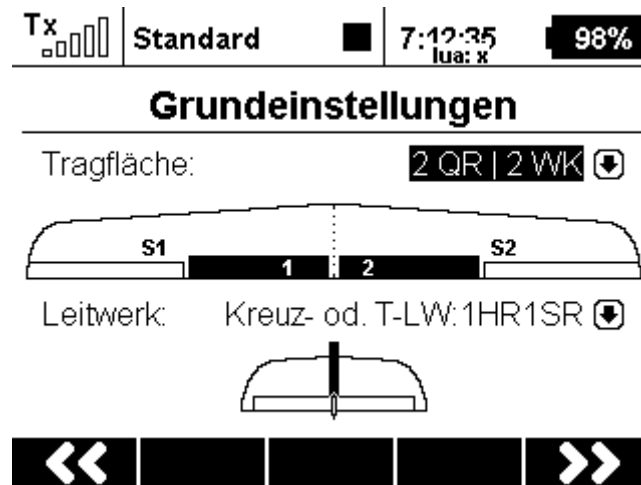 Tx Standard 7:12:35 98%
lua: x
Grundeinstellungen
Tragfläche: 2 QR | 2 WK
S1 S2
1 2
Leitwerk: Kreuz- od. T-LW:1HR1SR